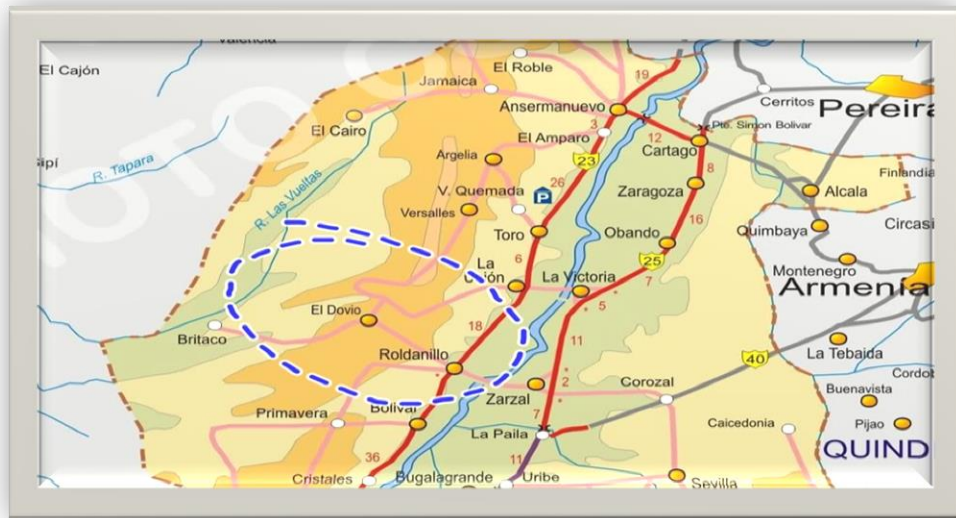 Valencia
El Cajón
El Roble
19
Jamaica
Ansermanuevo
Cerritos
Pereira
Pte. Simon Bolivar
El Cairo
3
El Amparo
12
Cartago
R. Tapara
Argelia
23
8
Finlandia
26
Zaragoza
Alcala
R. Las Vueltas
V. Quemada
P
Versalles
16
Toro
Obando
Quimbaya
Circasi
6
25
La
Unión
La Victoria
7
Montenegro
Armenía
5
El Dovio
18
11
Britaco
La Tebaida
Roldanillo
40
2
Corozal
Buenavista
Cordob
Zarzal
Primavera
Bolivar
7
La Paila
Caicedonia
Pijao
QUIND
36
11
Cristales
Bugalagrande
Uribe
Sevilla